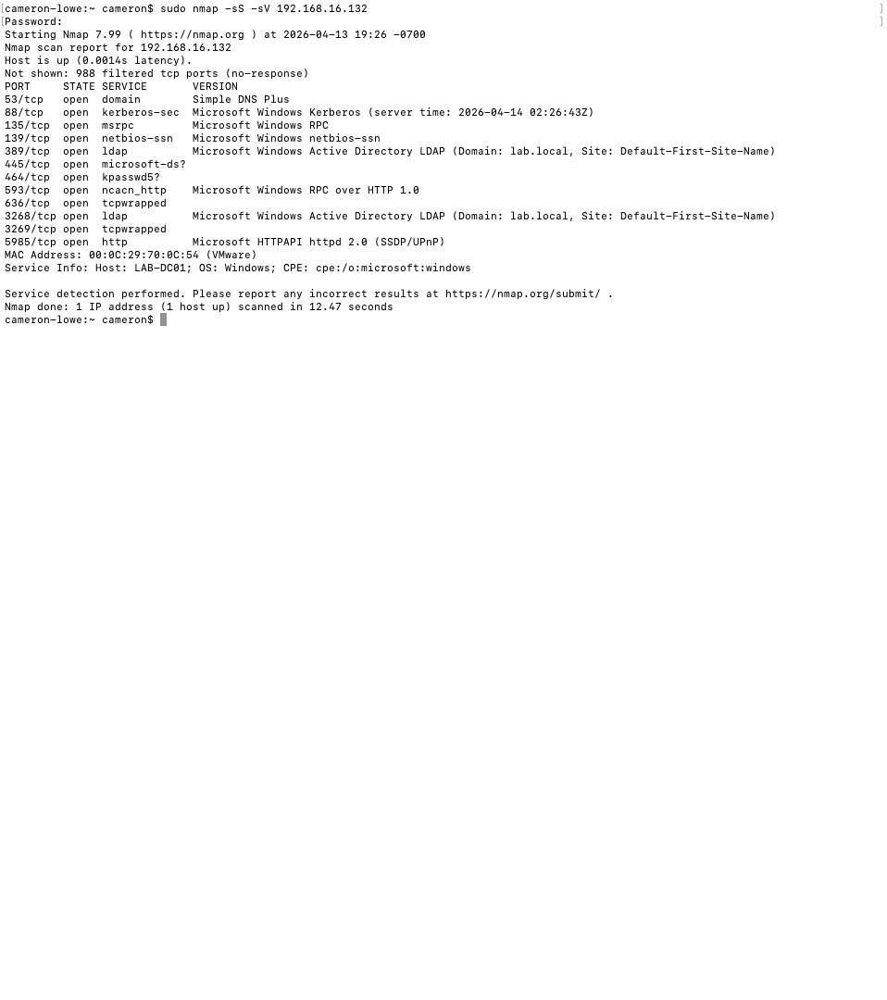 [cameron-lowe:~ cameron$ sudo nmap -sS -sV 192.168.16.132 ]
[Password: ]
Starting Nmap 7.99 ( https://nmap.org ) at 2026-04-13 19:26 -0700
Nmap scan report for 192.168.16.132
Host is up (0.0014s latency).
Not shown: 988 filtered tcp ports (no-response)
PORT     STATE SERVICE       VERSION
53/tcp   open  domain        Simple DNS Plus
88/tcp   open  kerberos-sec  Microsoft Windows Kerberos (server time: 2026-04-14 02:26:43Z)
135/tcp  open  msrpc         Microsoft Windows RPC
139/tcp  open  netbios-ssn   Microsoft Windows netbios-ssn
389/tcp  open  ldap          Microsoft Windows Active Directory LDAP (Domain: lab.local, Site: Default-First-Site-Name)
445/tcp  open  microsoft-ds?
464/tcp  open  kpasswd5?
593/tcp  open  ncacn_http    Microsoft Windows RPC over HTTP 1.0
636/tcp  open  tcpwrapped
3268/tcp open  ldap          Microsoft Windows Active Directory LDAP (Domain: lab.local, Site: Default-First-Site-Name)
3269/tcp open  tcpwrapped
5985/tcp open  http          Microsoft HTTPAPI httpd 2.0 (SSDP/UPnP)
MAC Address: 00:0C:29:70:0C:54 (VMware)
Service Info: Host: LAB-DC01; OS: Windows; CPE: cpe:/o:microsoft:windows

Service detection performed. Please report any incorrect results at https://nmap.org/submit/ .
Nmap done: 1 IP address (1 host up) scanned in 12.47 seconds
cameron-lowe:~ cameron$